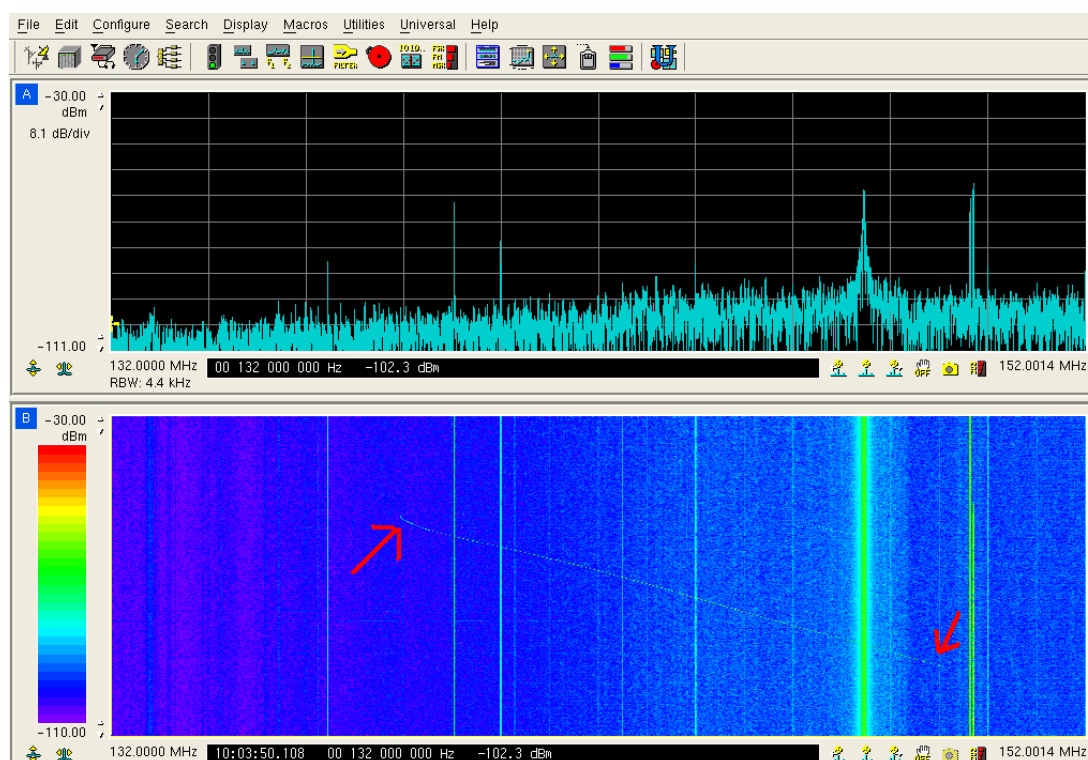 File Edit Configure Search Display Macros Utilities Universal Help
FILTER
A
-30.00
dBm
8.1 dB/div
-111.00
132.0000 MHz 00 132 000 000 Hz -102.3 dBm OFF 152.0014 MHz
RBW: 4.4 kHz
B
-30.00
dBm
-110.00
132.0000 MHz 10:03:50.108 00 132 000 000 Hz -102.3 dBm OFF 152.0014 MHz